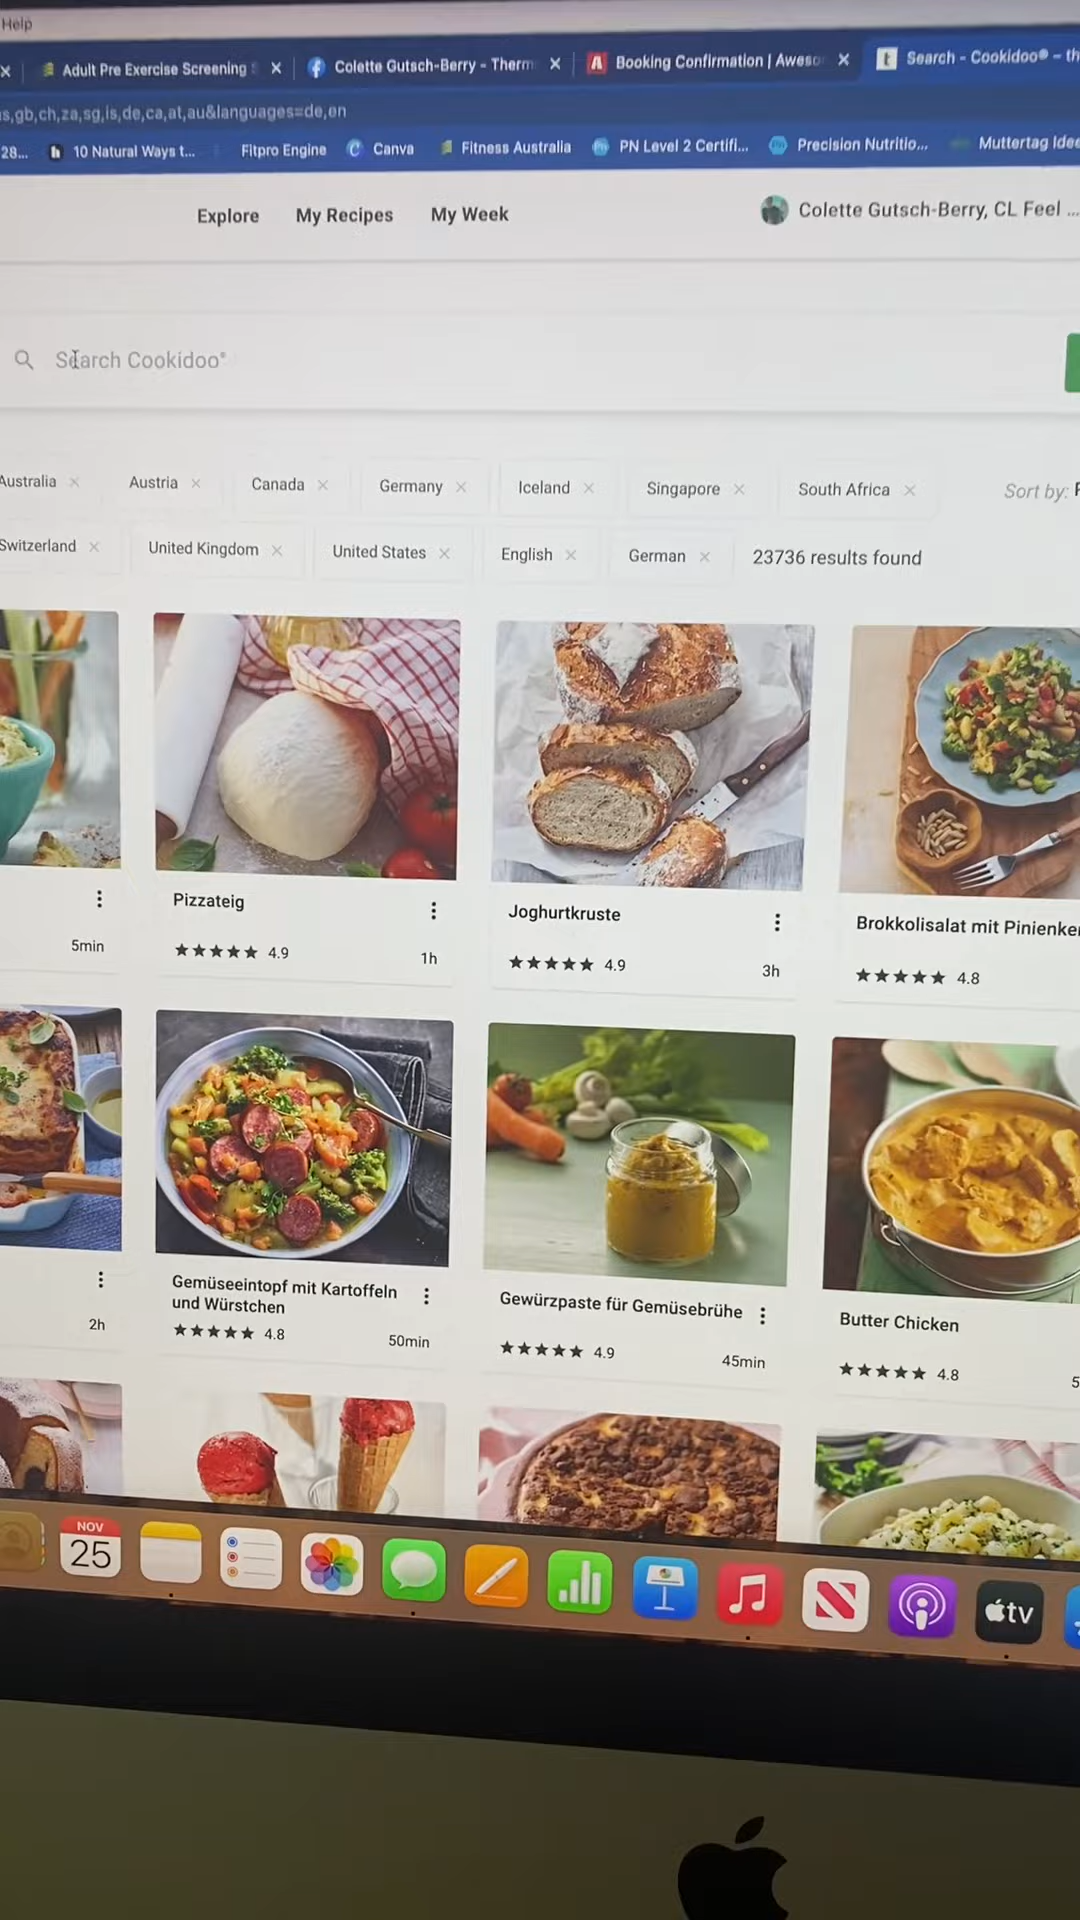 Help
Adult Pre Exercise Screening
Colette Gutsch-Berry - Therm
Booking Confirmation | Aweso
Search - Cookidoo® – th
s,gb,ch,za,sg,is,de,ca,at,au&languages=de,en
28...
10 Natural Ways t...
Fitpro Engine
Canva
Fitness Australia
PN Level 2 Certifi...
Precision Nutritio...
Muttertag Idee
Explore
My Recipes
My Week
Colette Gutsch-Berry, CL Feel ...
Search Cookidoo®
Australia
Austria
Canada
Germany
Iceland
Singapore
South Africa
Sort by:
Switzerland
United Kingdom
United States
English
German
23736 results found
5min
Pizzateig
4.9
1h
Joghurtkruste
4.9
3h
Brokkolisalat mit Pinienke
4.8
2h
Gemüseeintopf mit Kartoffeln
und Würstchen
4.8
50min
Gewürzpaste für Gemüsebrühe
4.9
45min
Butter Chicken
4.8
5
NOV
25
tv